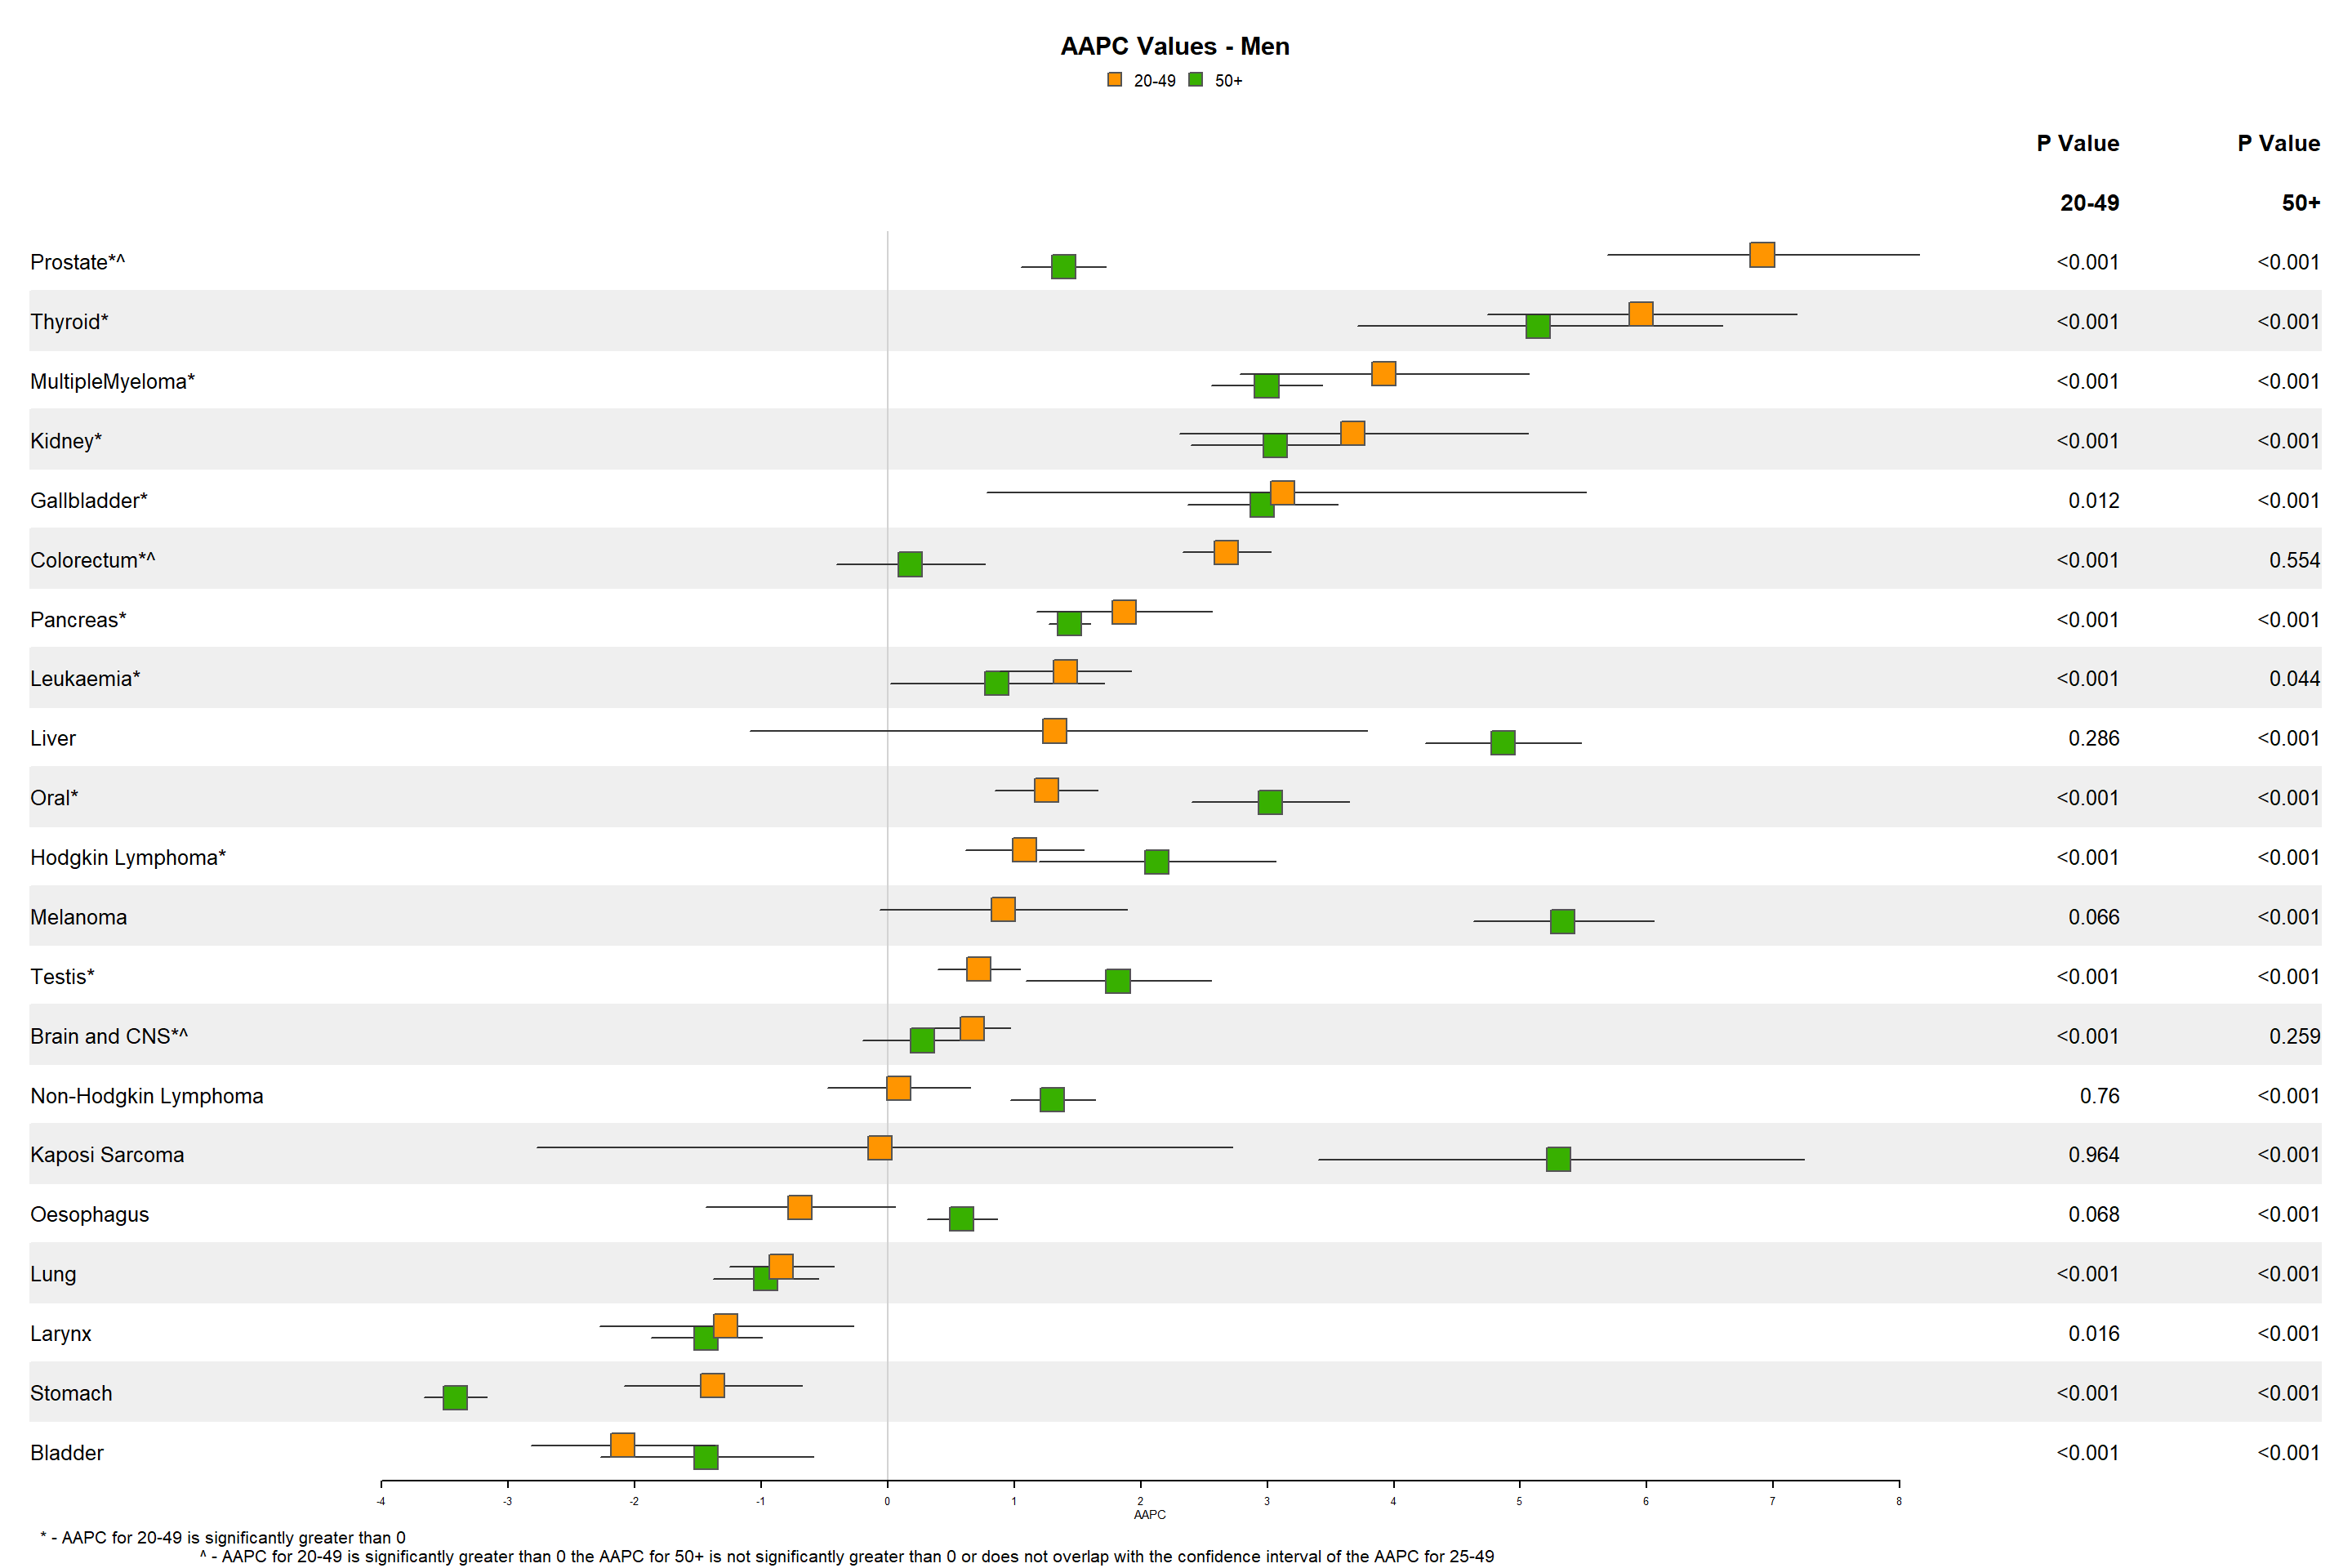 AAPC Values - Men
20-49 50+
P Value P Value
20-49 50+
Prostate*^ <0.001 <0.001
Thyroid* <0.001 <0.001
MultipleMyeloma* <0.001 <0.001
Kidney* <0.001 <0.001
Gallbladder* 0.012 <0.001
Colorectum*^ <0.001 0.554
Pancreas* <0.001 <0.001
Leukaemia* <0.001 0.044
Liver 0.286 <0.001
Oral* <0.001 <0.001
Hodgkin Lymphoma* <0.001 <0.001
Melanoma 0.066 <0.001
Testis* <0.001 <0.001
Brain and CNS*^ <0.001 0.259
Non-Hodgkin Lymphoma 0.76 <0.001
Kaposi Sarcoma 0.964 <0.001
Oesophagus 0.068 <0.001
Lung <0.001 <0.001
Larynx 0.016 <0.001
Stomach <0.001 <0.001
Bladder <0.001 <0.001
-4 -3 -2 -1 0 1 2 3 4 5 6 7 8
AAPC
* - AAPC for 20-49 is significantly greater than 0
^ - AAPC for 20-49 is significantly greater than 0 the AAPC for 50+ is not significantly greater than 0 or does not overlap with the confidence interval of the AAPC for 25-49